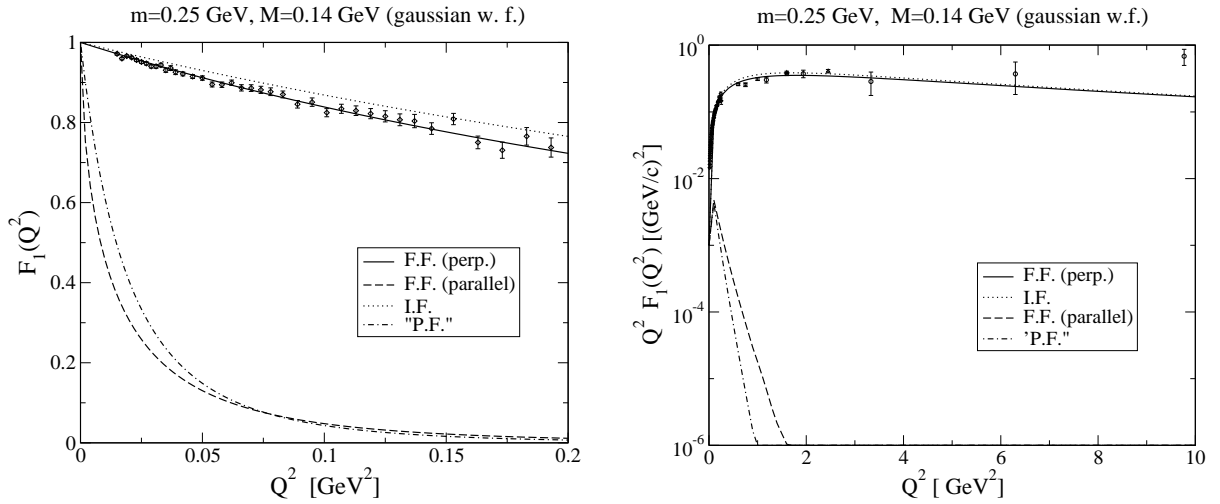 m=0.25 GeV, M=0.14 GeV (gaussian w. f.)
1
0.8
0.6
0.4
0.2
0
F₁(Q²)
F.F. (perp.)
F.F. (parallel)
I.F.
"P.F."
0 0.05 0.1 0.15 0.2
Q² [GeV²]
m=0.25 GeV, M=0.14 GeV (gaussian w.f.)
10⁰
10⁻²
10⁻⁴
10⁻⁶
Q² F₁(Q²) [(GeV/c)²]
F.F. (perp.)
I.F.
F.F. (parallel)
'P.F."
0 2 4 6 8 10
Q² [ GeV²]